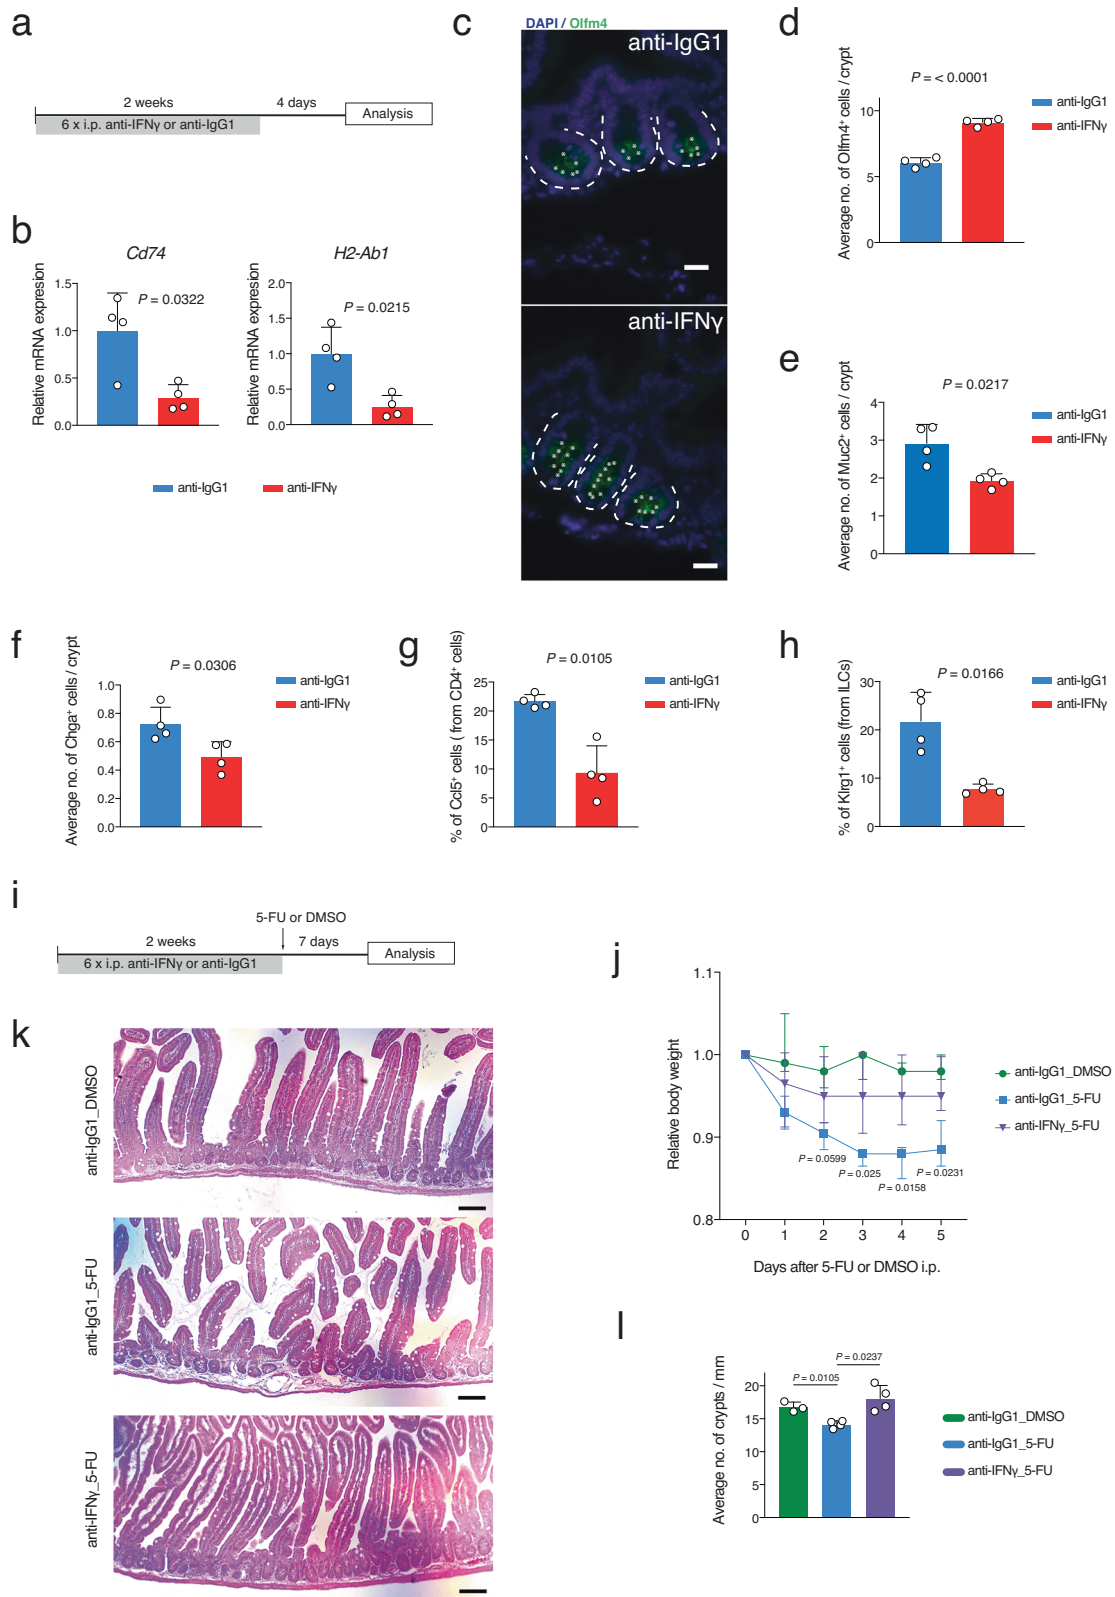 a
2 weeks
4 days
Analysis
6 x i.p. anti-IFNγ or anti-IgG1
b
Cd74
H2-Ab1
Relative mRNA expresion
1.5
1.0
0.5
0.0
P = 0.0322
Relative mRNA expresion
2.0
1.5
1.0
0.5
0.0
P = 0.0215
anti-IgG1
anti-IFNγ
c
DAPI / Olfm4
anti-IgG1
anti-IFNγ
d
P = < 0.0001
Average no. of Olfm4+ cells / crypt
10
5
0
anti-IgG1
anti-IFNγ
e
P = 0.0217
Average no. of Muc2+ cells / crypt
4
3
2
1
0
anti-IgG1
anti-IFNγ
f
P = 0.0306
Average no. of Chga+ cells / crypt
1.0
0.8
0.6
0.4
0.2
0.0
anti-IgG1
anti-IFNγ
g
P = 0.0105
% of Ccl5+ cells ( from CD4+ cells)
25
20
15
10
5
0
anti-IgG1
anti-IFNγ
h
P = 0.0166
% of Klrg1+ cells (from ILCs)
30
20
10
0
anti-IgG1
anti-IFNγ
i
5-FU or DMSO
2 weeks
7 days
Analysis
6 x i.p. anti-IFNγ or anti-IgG1
j
Relative body weight
1.1
1.0
0.9
0.8
P = 0.0599
P = 0.025
P = 0.0158
P = 0.0231
0 1 2 3 4 5
Days after 5-FU or DMSO i.p.
anti-IgG1_DMSO
anti-IgG1_5-FU
anti-IFNγ_5-FU
k
anti-IgG1_DMSO
anti-IgG1_5-FU
anti-IFNγ_5-FU
l
Average no. of crypts / mm
20
15
10
5
0
P = 0.0105
P = 0.0237
anti-IgG1_DMSO
anti-IgG1_5-FU
anti-IFNγ_5-FU